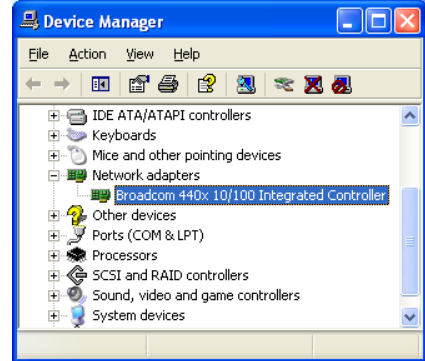 Device Manager
File Action View Help
IDE ATA/ATAPI controllers
Keyboards
Mice and other pointing devices
Network adapters
Broadcom 440x 10/100 Integrated Controller
Other devices
Ports (COM & LPT)
Processors
SCSI and RAID controllers
Sound, video and game controllers
System devices